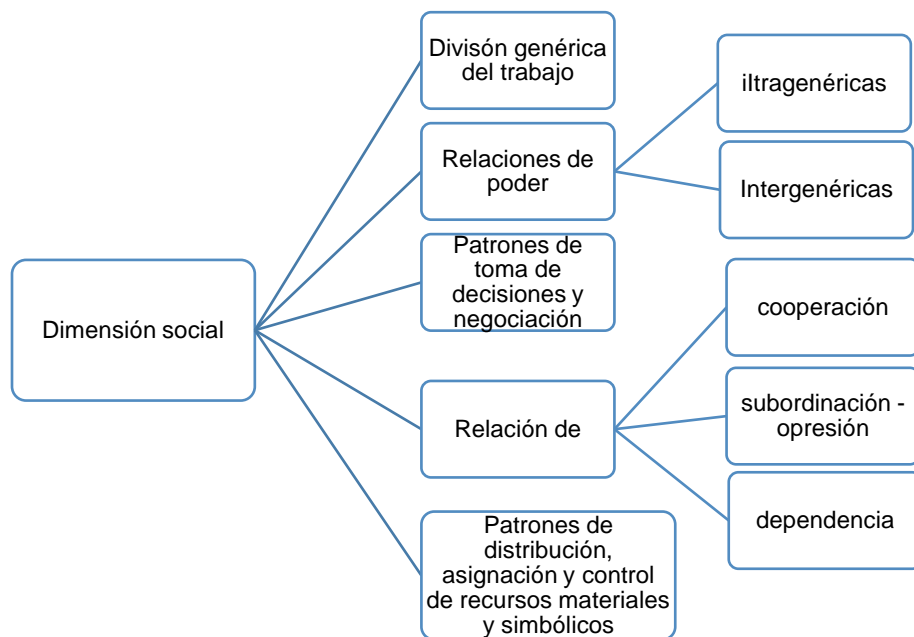 Divisón genérica
del trabajo
iltragenéricas
Relaciones de
poder
Intergenéricas
Patrones de
toma de
decisiones y
negociación
Dimensión social
cooperación
Relación de
subordinación -
opresión
dependencia
Patrones de
distribución,
asignación y control
de recursos materiales
y simbólicos